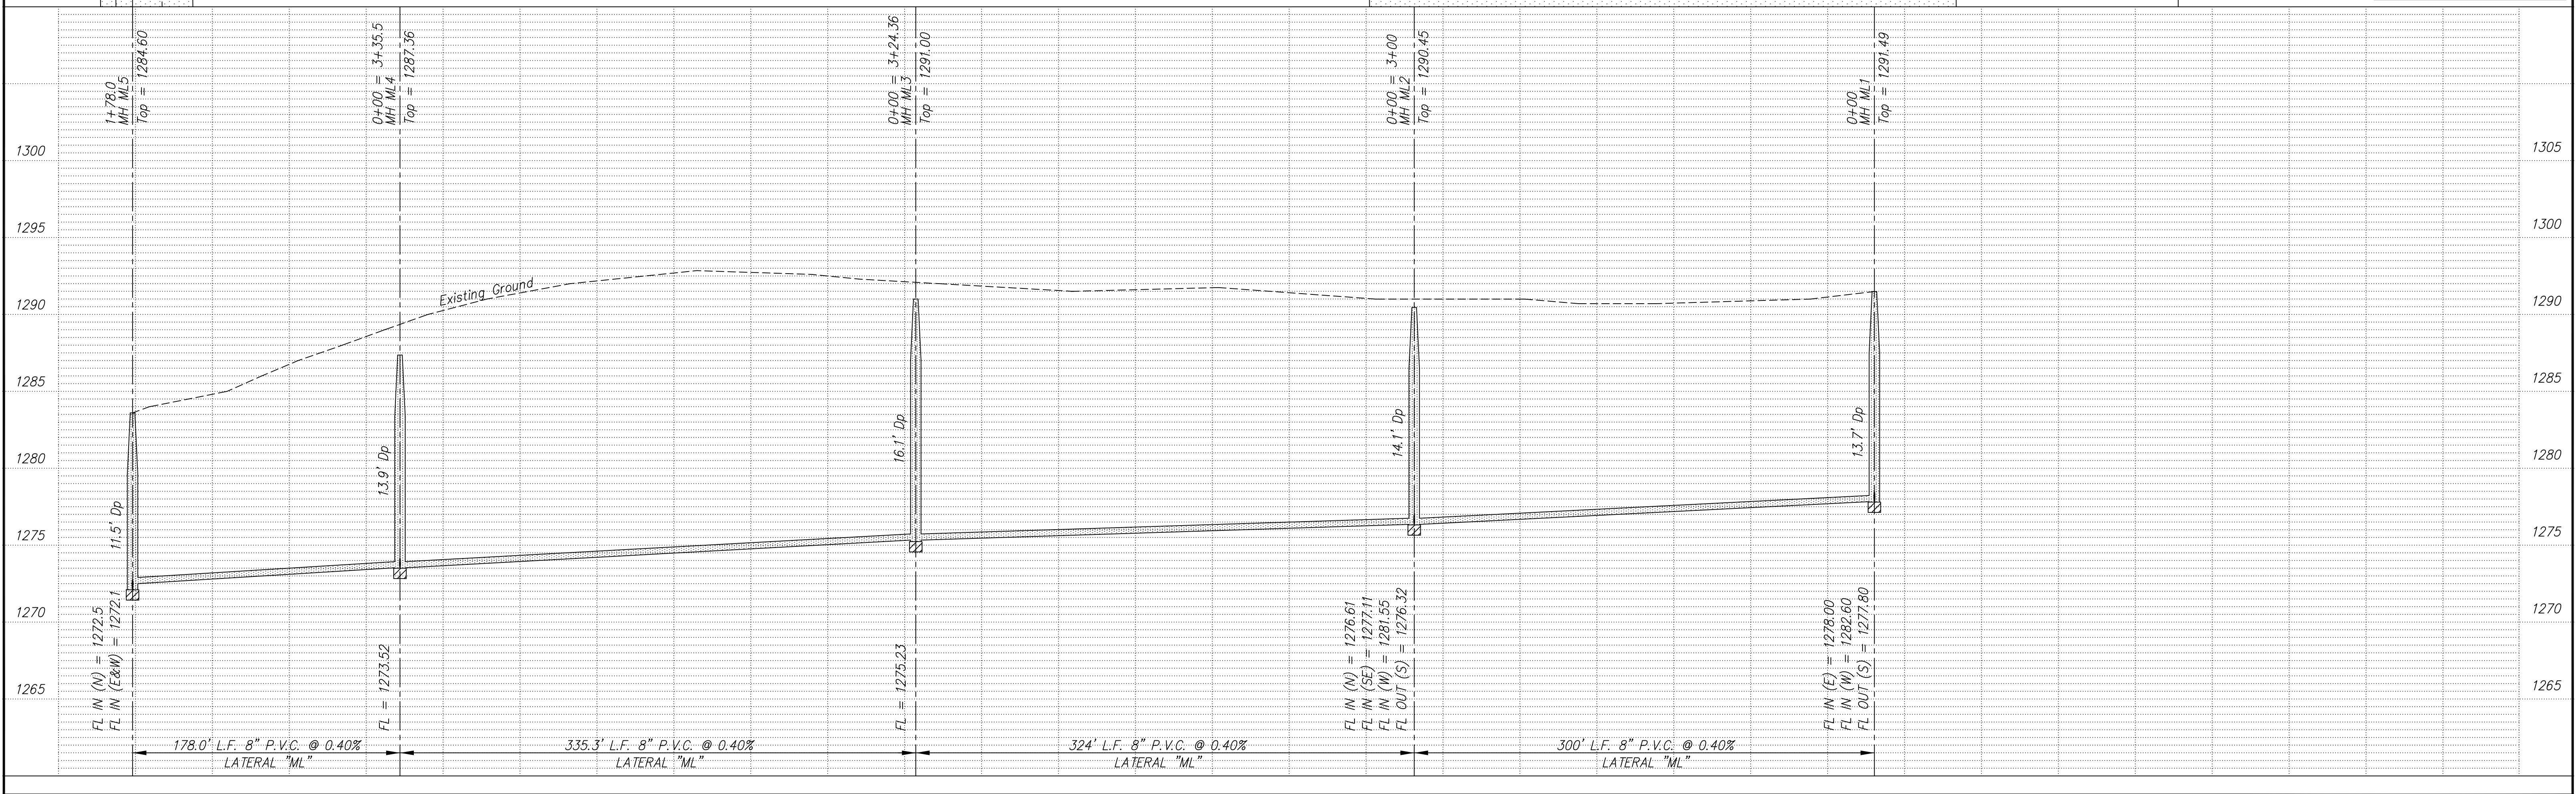 1+78.0
MH ML5
Top = 1284.60
0+00 = 3+35.5
MH ML4
Top = 1287.36
0+00 = 3+24.36
MH ML3
Top = 1291.00
0+00 = 3+00
MH ML2
Top = 1290.45
0+00
MH ML1
Top = 1291.49
1300
1295
1290
1285
1280
1275
1270
1265
1305
1300
1290
1285
1280
1275
1270
1265
Existing Ground
11.5' Dp
13.9' Dp
16.1' Dp
14.1' Dp
13.7' Dp
FL IN (N) = 1272.5
FL IN (E&W) = 1272.1
FL = 1273.52
FL = 1275.23
FL IN (N) = 1276.61
FL IN (SE) = 1277.11
FL IN (W) = 1281.55
FL OUT (S) = 1276.32
FL IN (E) = 1278.00
FL IN (W) = 1282.60
FL OUT (S) = 1277.80
178.0' L.F. 8" P.V.C. @ 0.40%
LATERAL "ML"
335.3' L.F. 8" P.V.C. @ 0.40%
LATERAL "ML"
324' L.F. 8" P.V.C. @ 0.40%
LATERAL "ML"
300' L.F. 8" P.V.C. @ 0.40%
LATERAL "ML"